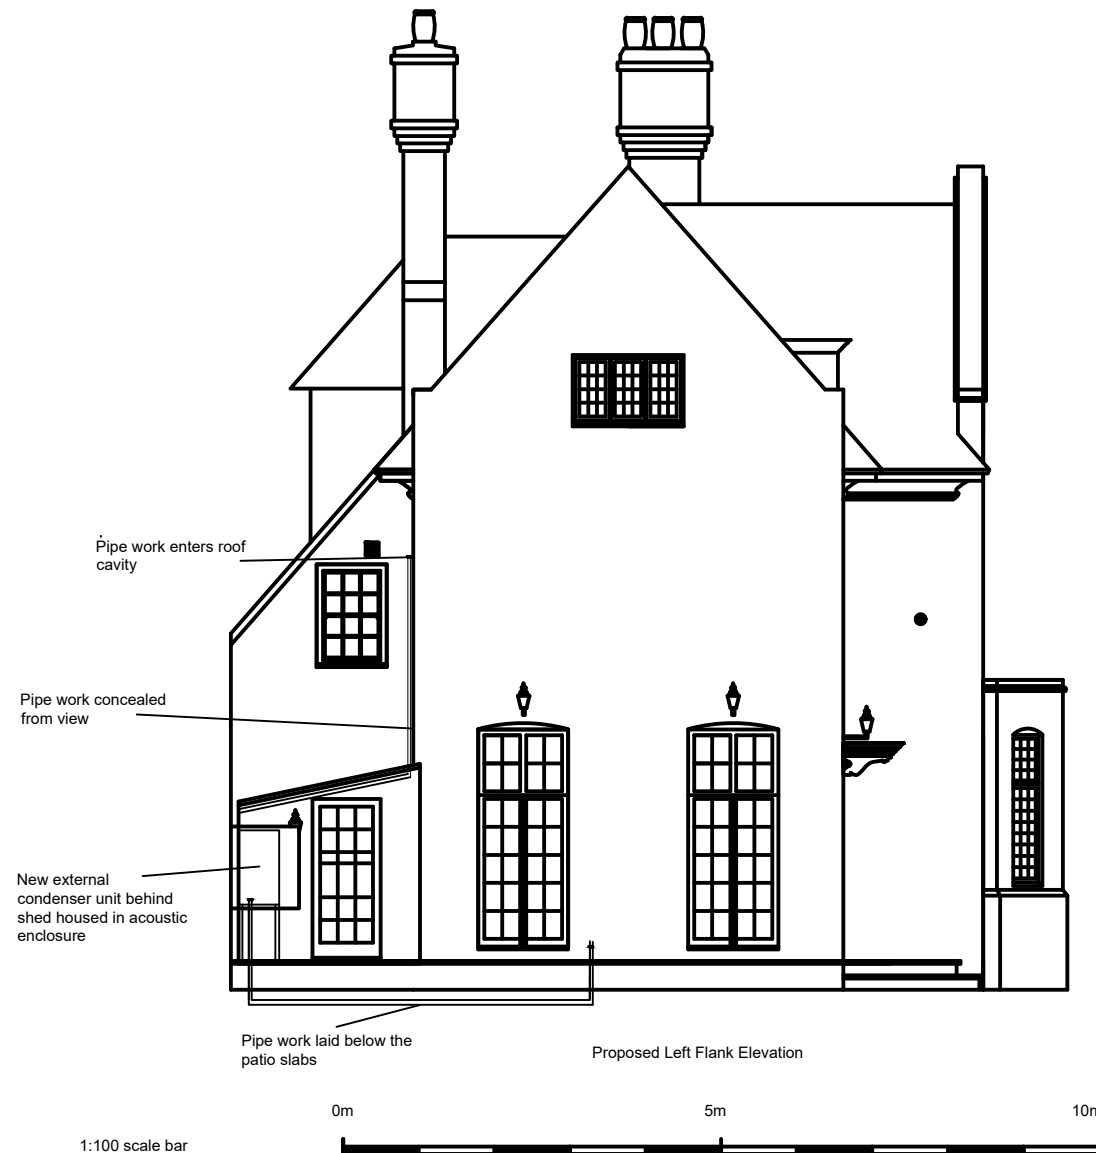 Pipe work enters roof
cavity
Pipe work concealed
from view
New external
condenser unit behind
shed housed in acoustic
enclosure
Pipe work laid below the
patio slabs
Proposed Left Flank Elevation
0m 5m 10m
1:100 scale bar